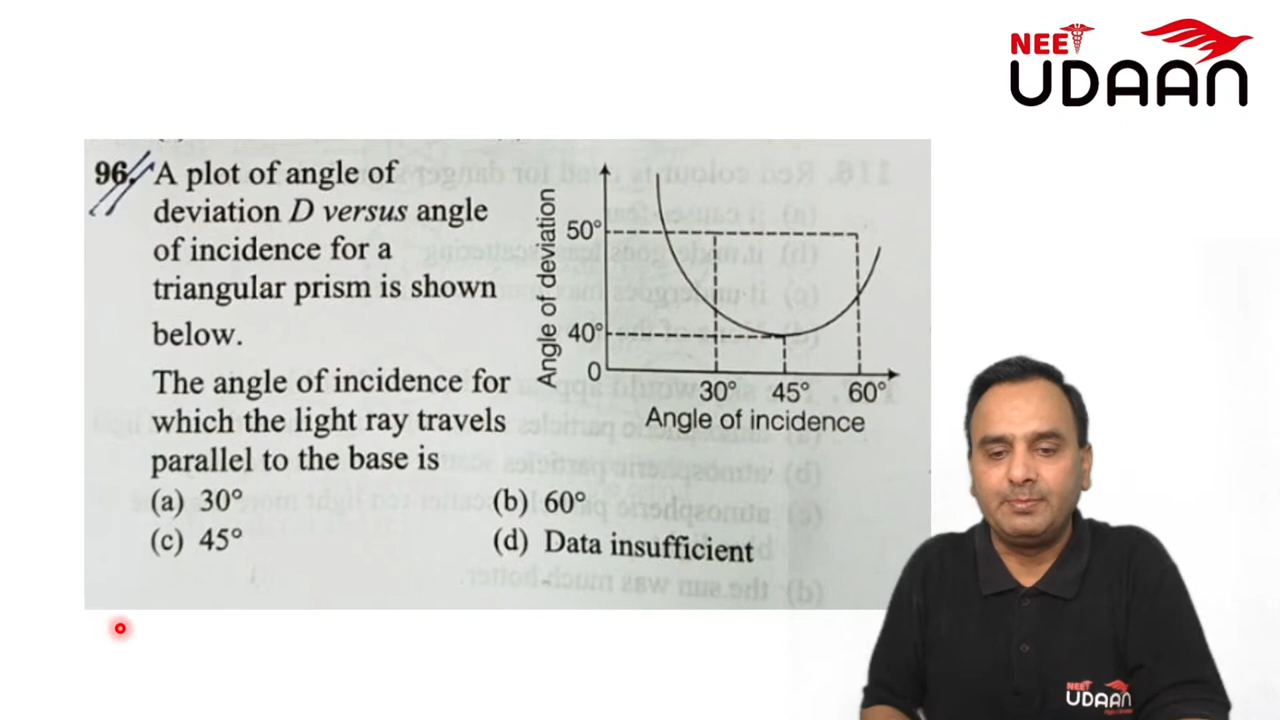 NEET
UDAAN
96. A plot of angle of
deviation D versus angle
of incidence for a
triangular prism is shown
below.
The angle of incidence for
which the light ray travels
parallel to the base is
(a) 30°
(b) 60°
(c) 45°
(d) Data insufficient
Angle of deviation
50°
40°
0
30° 45° 60°
Angle of incidence
NEET
UDAAN